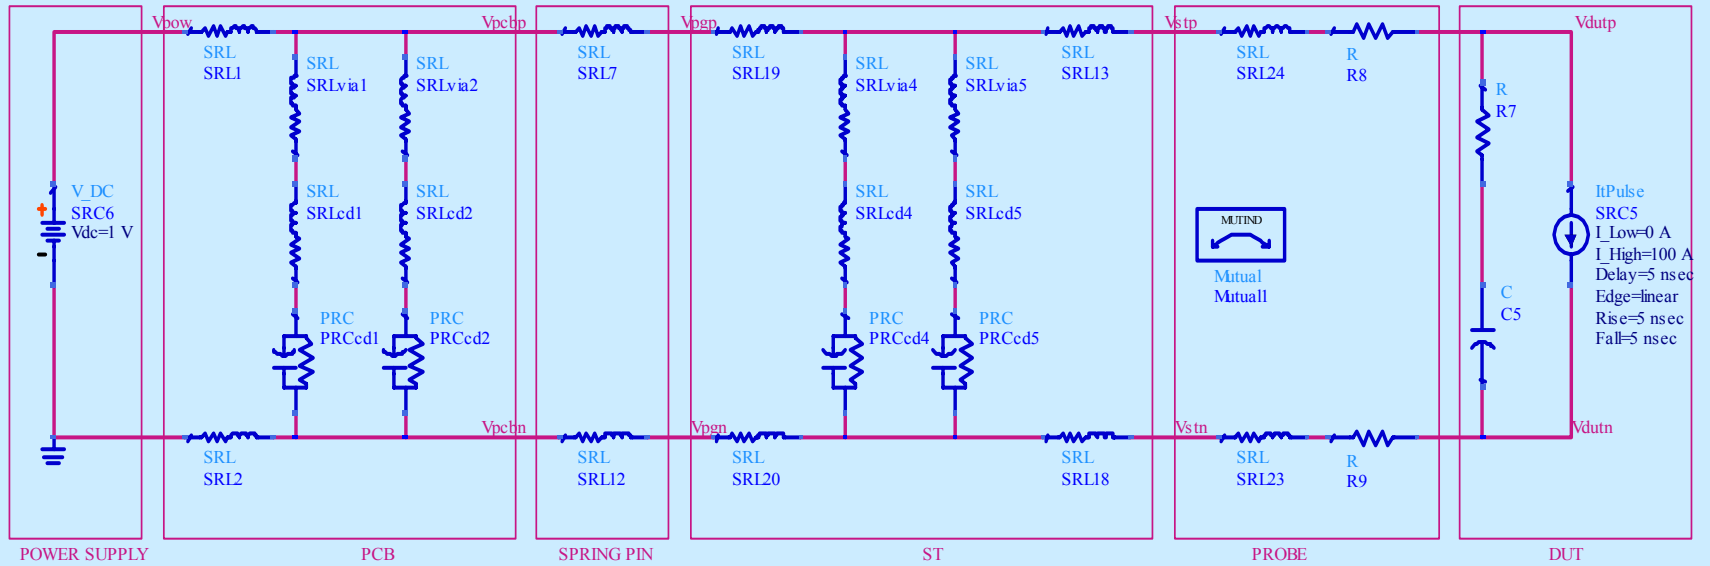 Vpow
Vpcbp
Vpgp
Vstp
Vdutp
SRL
SRL1
SRL
SRLvia1
SRL
SRLvia2
SRL
SRL7
SRL
SRL19
SRL
SRLvia4
SRL
SRLvia5
SRL
SRL13
SRL
SRL24
R
R8
R
R7
V_DC
SRC6
Vdc=1 V
SRL
SRLcd1
SRL
SRLcd2
SRL
SRLcd4
SRL
SRLcd5
MUTIND
Mutual
Mutual1
ItPulse
SRC5
I_Low=0 A
I_High=100 A
Delay=5 nsec
Edge=linear
Rise=5 nsec
Fall=5 nsec
PRC
PRCcd1
PRC
PRCcd2
PRC
PRCcd4
PRC
PRCcd5
C
C5
Vpcbn
Vpgn
Vstn
Vdutn
SRL
SRL2
SRL
SRL12
SRL
SRL20
SRL
SRL18
SRL
SRL23
R
R9
POWER SUPPLY
PCB
SPRING PIN
ST
PROBE
DUT